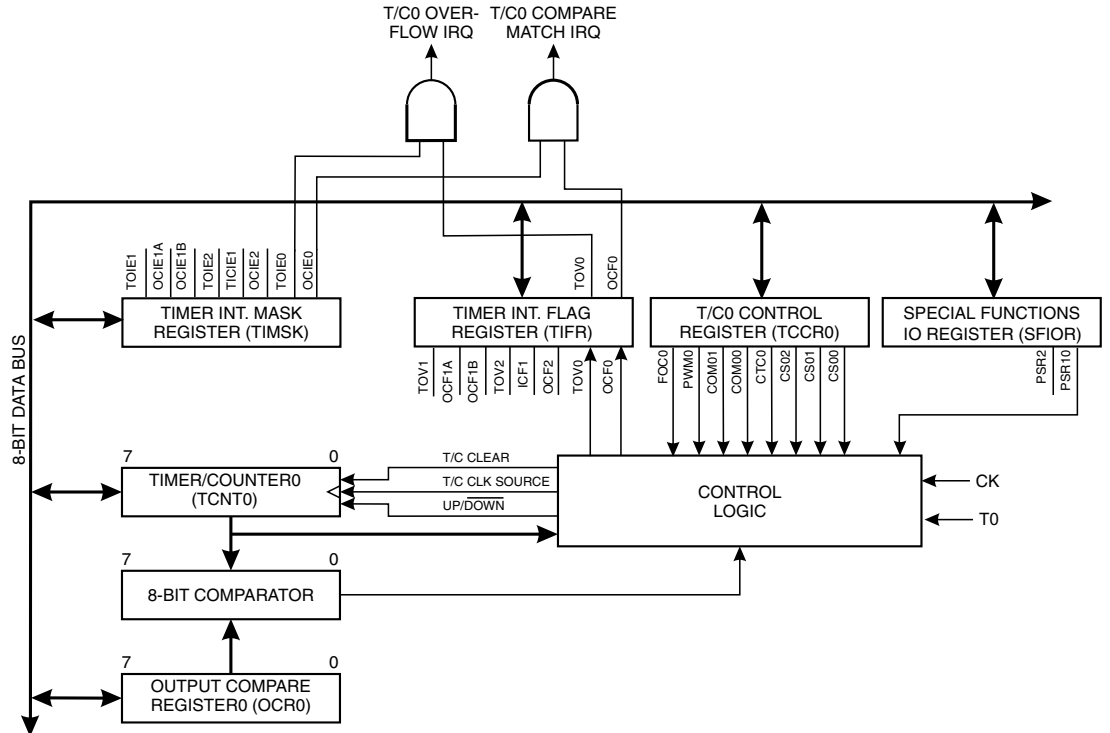 T/C0 OVER-
FLOW IRQ
T/C0 COMPARE
MATCH IRQ
8-BIT DATA BUS
TOIE1
OCIE1A
OCIE1B
TOIE2
TICIE1
OCIE2
TOIE0
OCIE0
TOV0
OCF0
TIMER INT. MASK
REGISTER (TIMSK)
TIMER INT. FLAG
REGISTER (TIFR)
T/C0 CONTROL
REGISTER (TCCR0)
SPECIAL FUNCTIONS
IO REGISTER (SFIOR)
TOV1
OCF1A
OCF1B
TOV2
ICF1
OCF2
TOV0
OCF0
FOC0
PWM0
COM01
COM00
CTC0
CS02
CS01
CS00
PSR2
PSR10
7 0
TIMER/COUNTER0
(TCNT0)
T/C CLEAR
T/C CLK SOURCE
UP/DOWN
CONTROL
LOGIC
CK
T0
7 0
8-BIT COMPARATOR
7 0
OUTPUT COMPARE
REGISTER0 (OCR0)